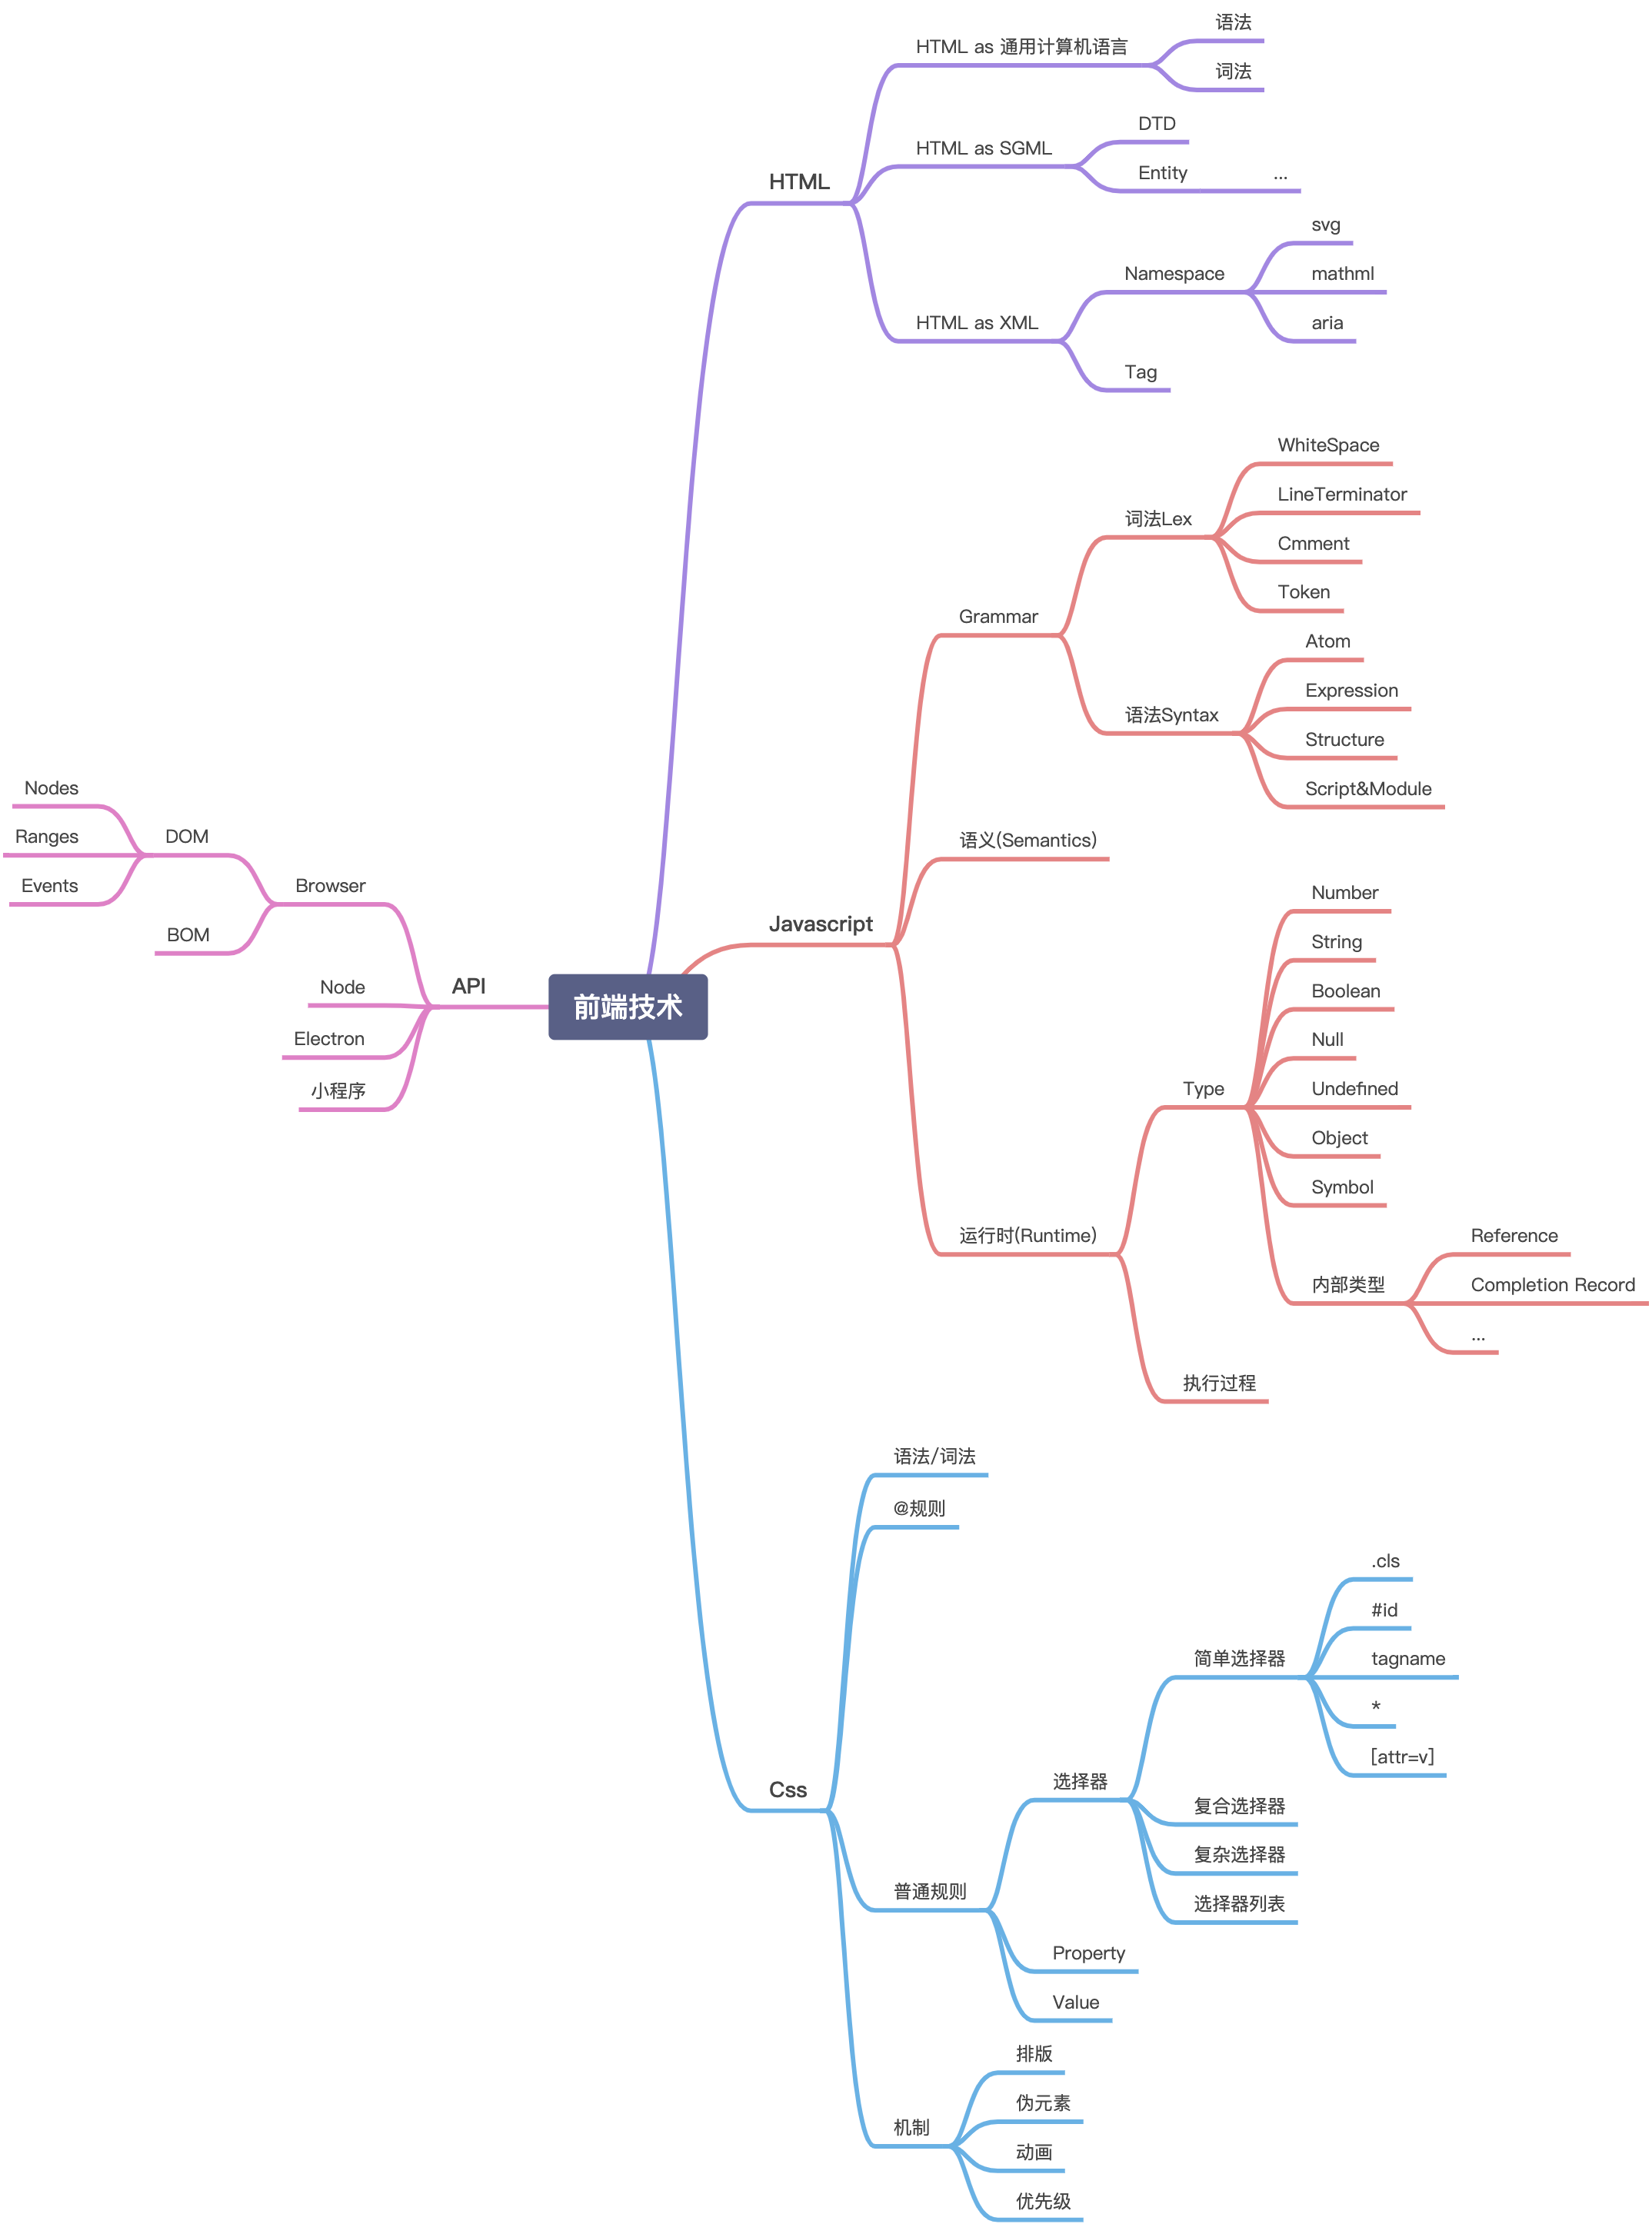 前端技术
HTML
HTML as 通用计算机语言
语法
词法
HTML as SGML
DTD
Entity
...
HTML as XML
Namespace
svg
mathml
aria
Tag
Javascript
Grammar
词法Lex
WhiteSpace
LineTerminator
Cmment
Token
语法Syntax
Atom
Expression
Structure
Script&Module
语义(Semantics)
运行时(Runtime)
Type
Number
String
Boolean
Null
Undefined
Object
Symbol
内部类型
Reference
Completion Record
...
执行过程
Css
语法/词法
@规则
普通规则
选择器
简单选择器
.cls
#id
tagname
*
[attr=v]
复合选择器
复杂选择器
选择器列表
Property
Value
机制
排版
伪元素
动画
优先级
API
Browser
DOM
Nodes
Ranges
Events
BOM
Node
Electron
小程序